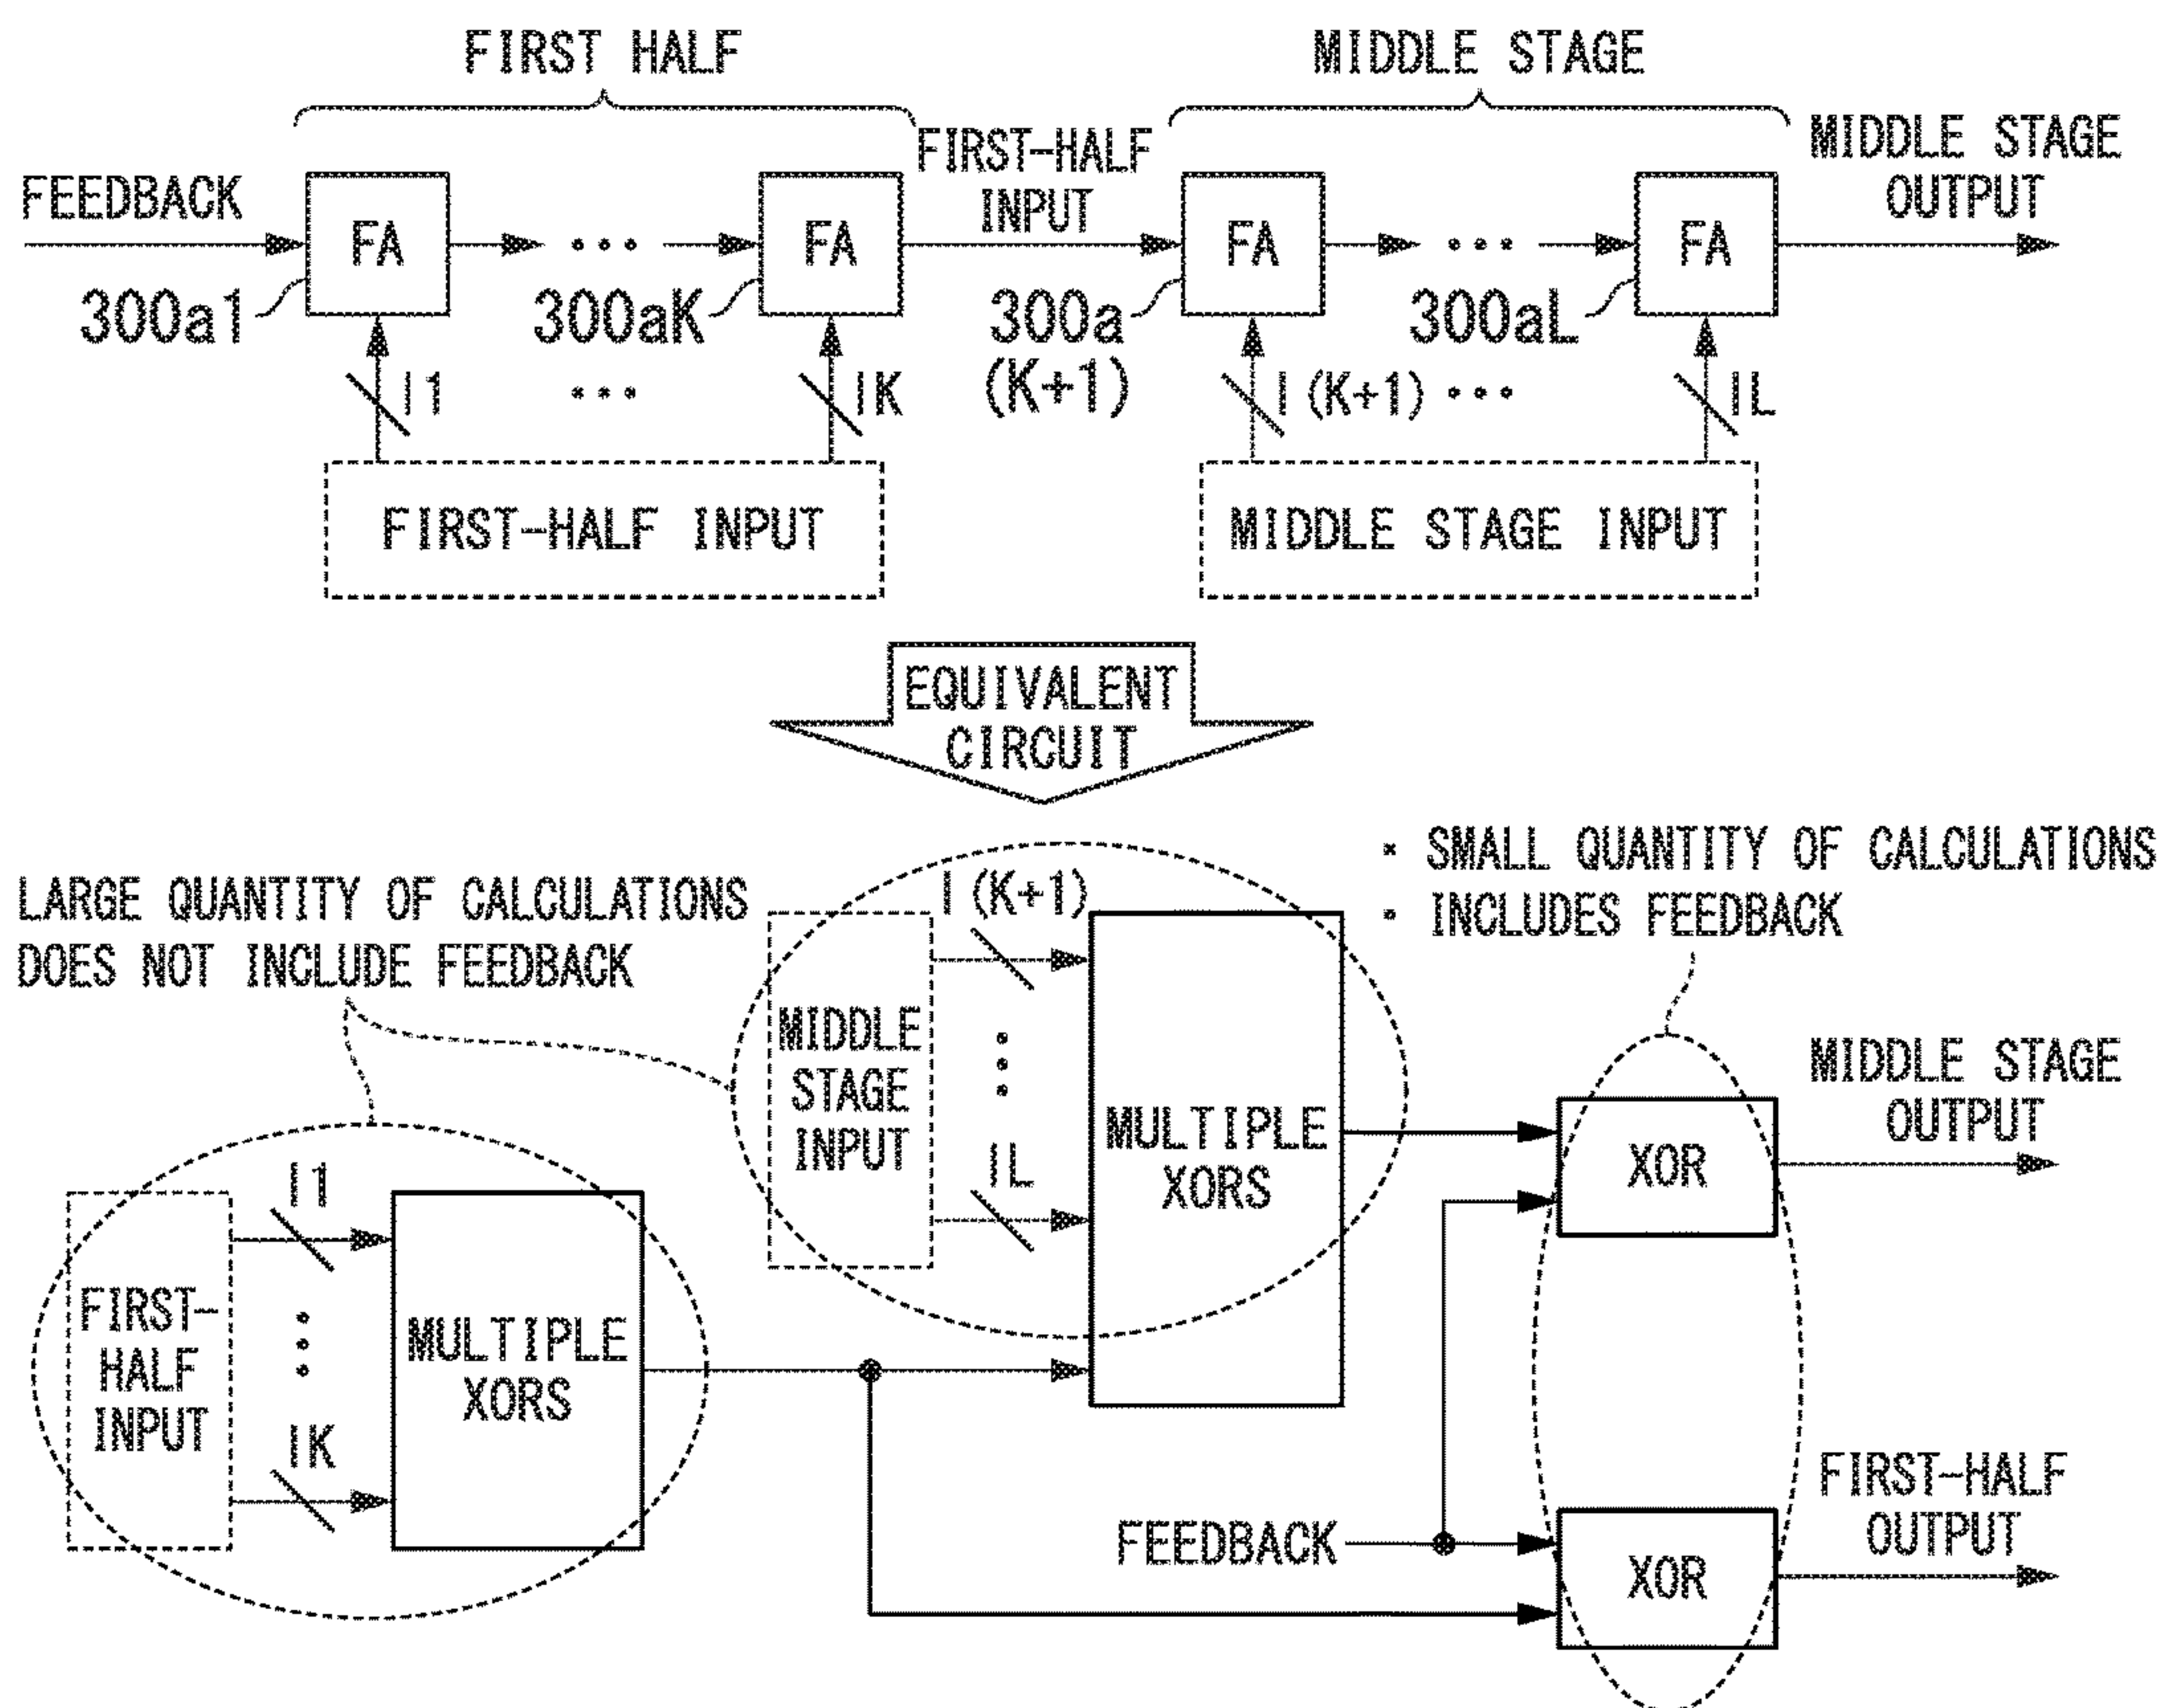 FIRST HALF
MIDDLE STAGE
FEEDBACK
FA
300a1
...
FA
300aK
FIRST-HALF
INPUT
FA
300a
(K+1)
...
FA
300aL
MIDDLE STAGE
OUTPUT
I1
...
IK
I(K+1)
...
IL
FIRST-HALF INPUT
MIDDLE STAGE INPUT
EQUIVALENT
CIRCUIT
LARGE QUANTITY OF CALCULATIONS
DOES NOT INCLUDE FEEDBACK
• SMALL QUANTITY OF CALCULATIONS
• INCLUDES FEEDBACK
I(K+1)
MIDDLE
STAGE
INPUT
IL
MULTIPLE
XORS
XOR
MIDDLE STAGE
OUTPUT
I1
FIRST-
HALF
INPUT
IK
MULTIPLE
XORS
FEEDBACK
XOR
FIRST-HALF
OUTPUT